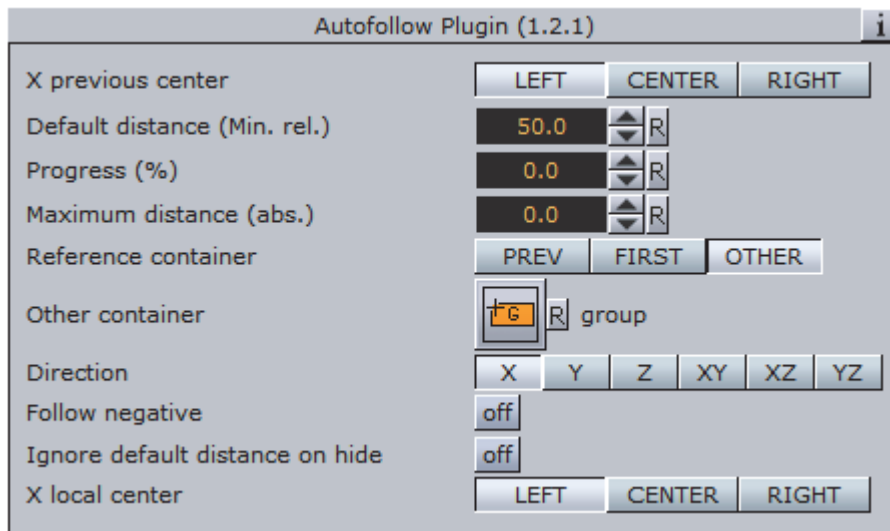 Autofollow Plugin (1.2.1) i
X previous center LEFT CENTER RIGHT
Default distance (Min. rel.) 50.0 R
Progress (%) 0.0 R
Maximum distance (abs.) 0.0 R
Reference container PREV FIRST OTHER
Other container G R group
Direction X Y Z XY XZ YZ
Follow negative off
Ignore default distance on hide off
X local center LEFT CENTER RIGHT